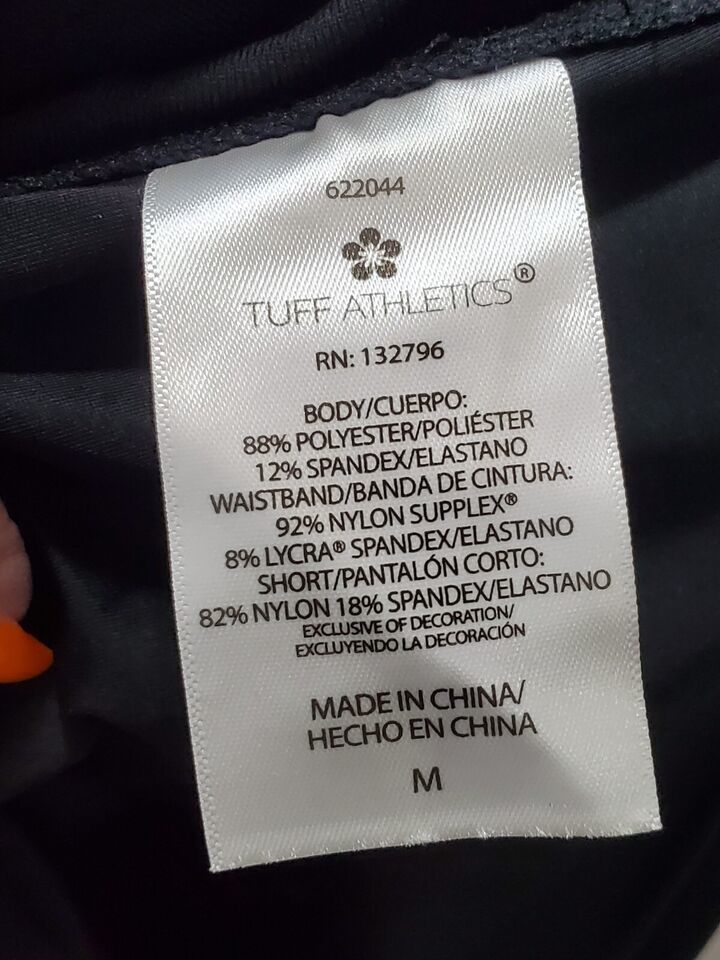 622044
TUFF ATHLETICS®
RN: 132796
BODY/CUERPO:
88% POLYESTER/POLIÉSTER
12% SPANDEX/ELASTANO
WAISTBAND/BANDA DE CINTURA:
92% NYLON SUPPLEX®
8% LYCRA® SPANDEX/ELASTANO
SHORT/PANTALÓN CORTO:
82% NYLON 18% SPANDEX/ELASTANO
EXCLUSIVE OF DECORATION/
EXCLUYENDO LA DECORACIÓN
MADE IN CHINA/
HECHO EN CHINA
M